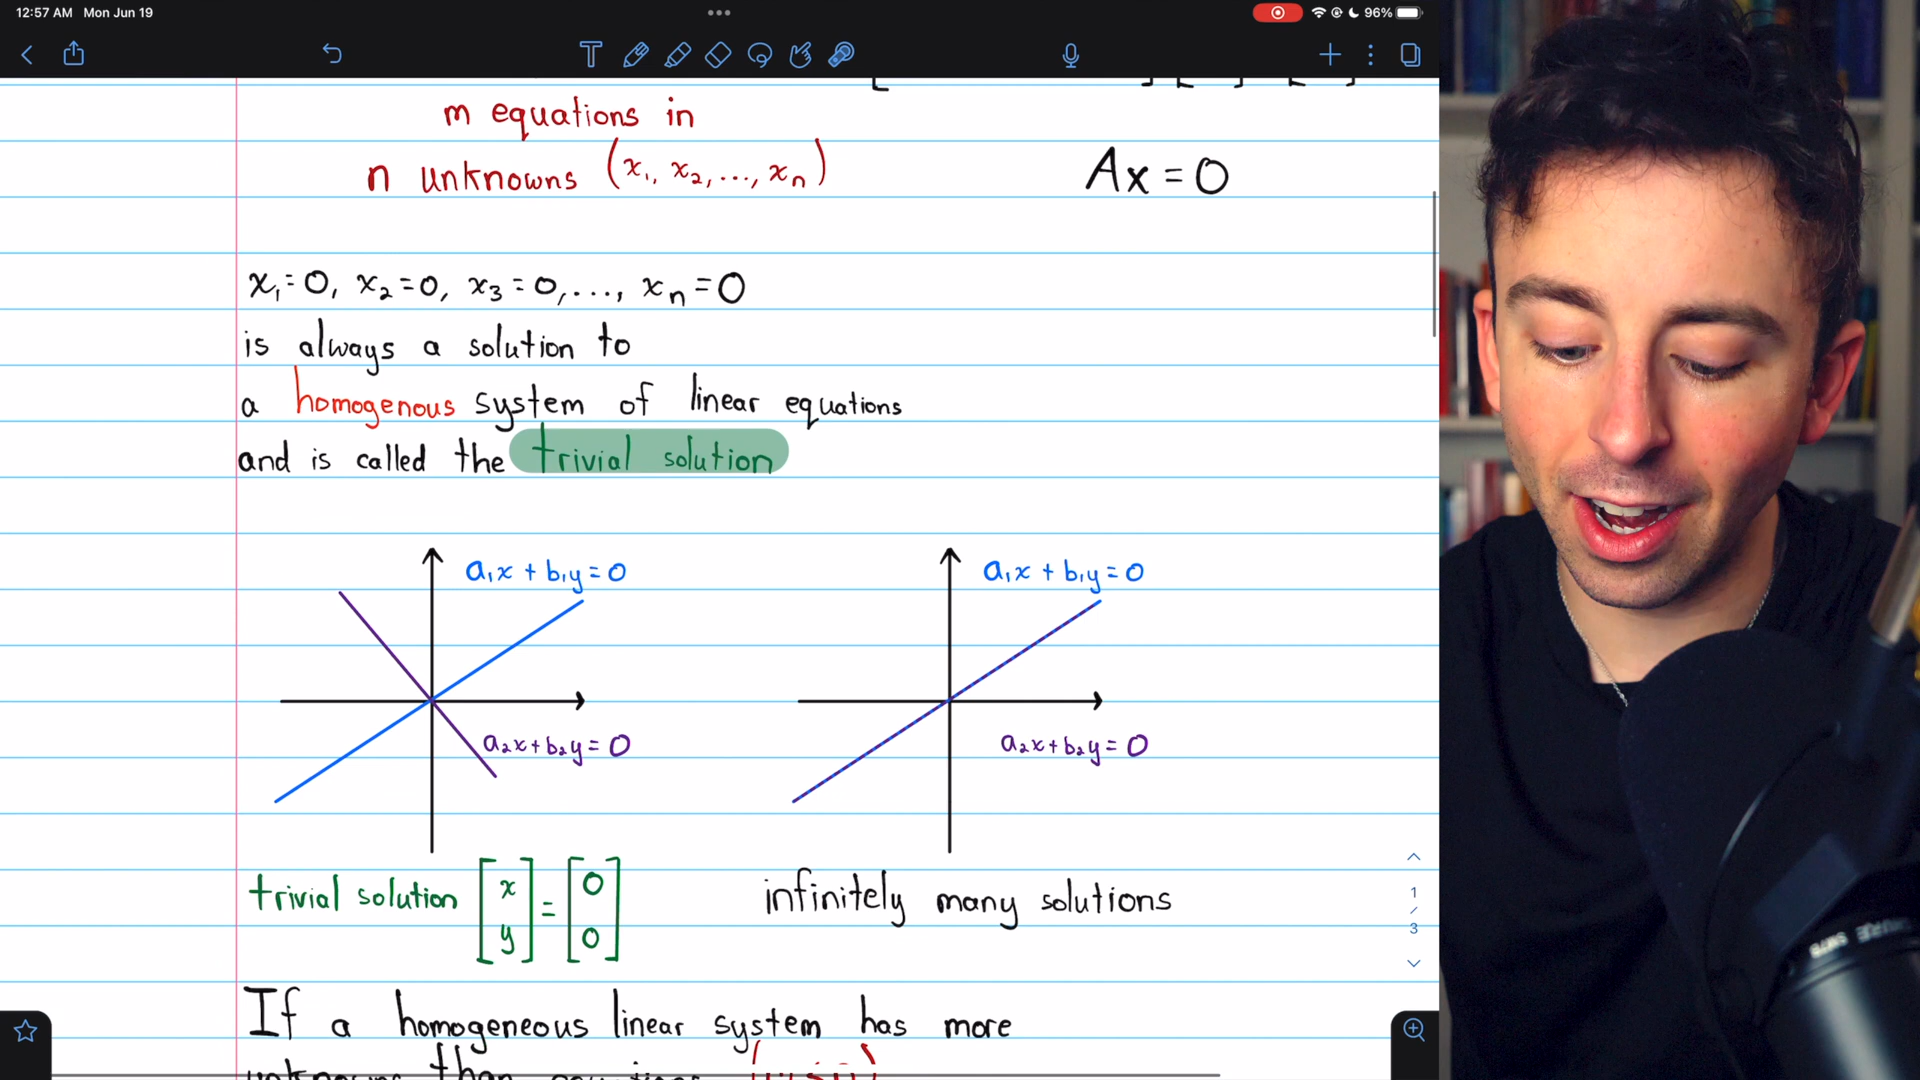 12:57 AM Mon Jun 19
96%
m equations in
n unknowns (x₁, x₂, ..., xₙ)
Ax = 0
x₁ = 0, x₂ = 0, x₃ = 0, ..., xₙ = 0
is always a solution to
a homogenous system of linear equations
and is called the trivial solution
a₁x + b₁y = 0
a₂x + b₂y = 0
a₁x + b₁y = 0
a₂x + b₂y = 0
trivial solution [x y] = [0 0]
infinitely many solutions
1
/
3
If a homogeneous linear system has more
unknowns than equations